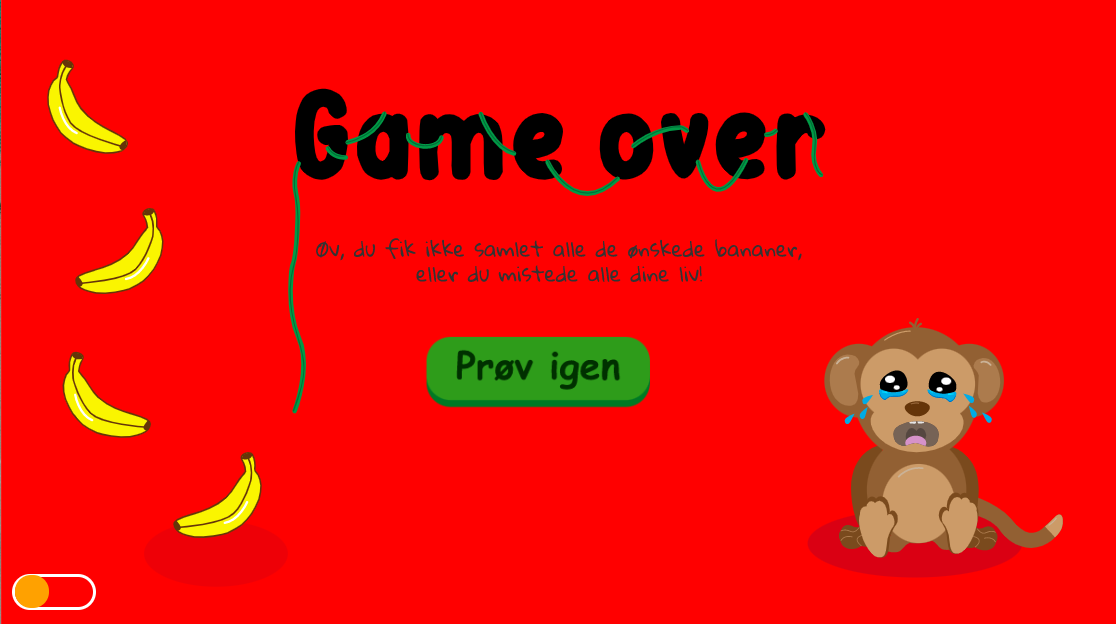 Game over
Øv, du fik ikke samlet alle de ønskede bananer,
eller du mistede alle dine liv!
Prøv igen